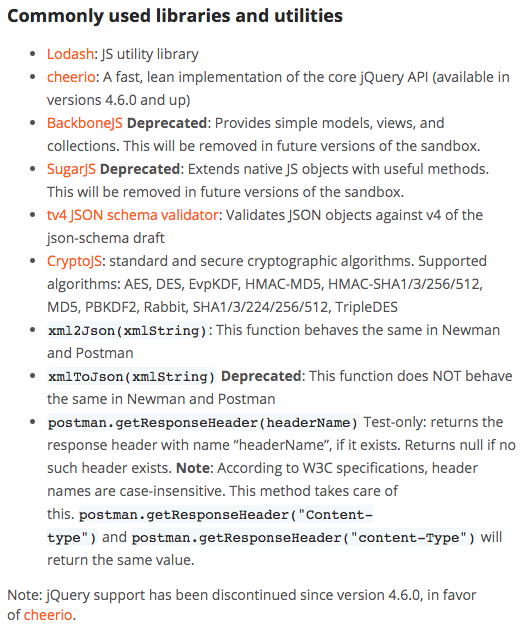 Commonly used libraries and utilities
• Lodash: JS utility library
• cheerio: A fast, lean implementation of the core jQuery API (available in
versions 4.6.0 and up)
• BackboneJS Deprecated: Provides simple models, views, and
collections. This will be removed in future versions of the sandbox.
• SugarJS Deprecated: Extends native JS objects with useful methods.
This will be removed in future versions of the sandbox.
• tv4 JSON schema validator: Validates JSON objects against v4 of the
json-schema draft
• CryptoJS: standard and secure cryptographic algorithms. Supported
algorithms: AES, DES, EvpKDF, HMAC-MD5, HMAC-SHA1/3/256/512,
MD5, PBKDF2, Rabbit, SHA1/3/224/256/512, TripleDES
• xml2Json(xmlString): This function behaves the same in Newman
and Postman
• xmlToJson(xmlString) Deprecated: This function does NOT behave
the same in Newman and Postman
• postman.getResponseHeader(headerName) Test-only: returns the
response header with name “headerName”, if it exists. Returns null if no
such header exists. Note: According to W3C specifications, header
names are case-insensitive. This method takes care of
this. postman.getResponseHeader("Content-
type") and postman.getResponseHeader("content-Type") will
return the same value.
Note: jQuery support has been discontinued since version 4.6.0, in favor
of cheerio.